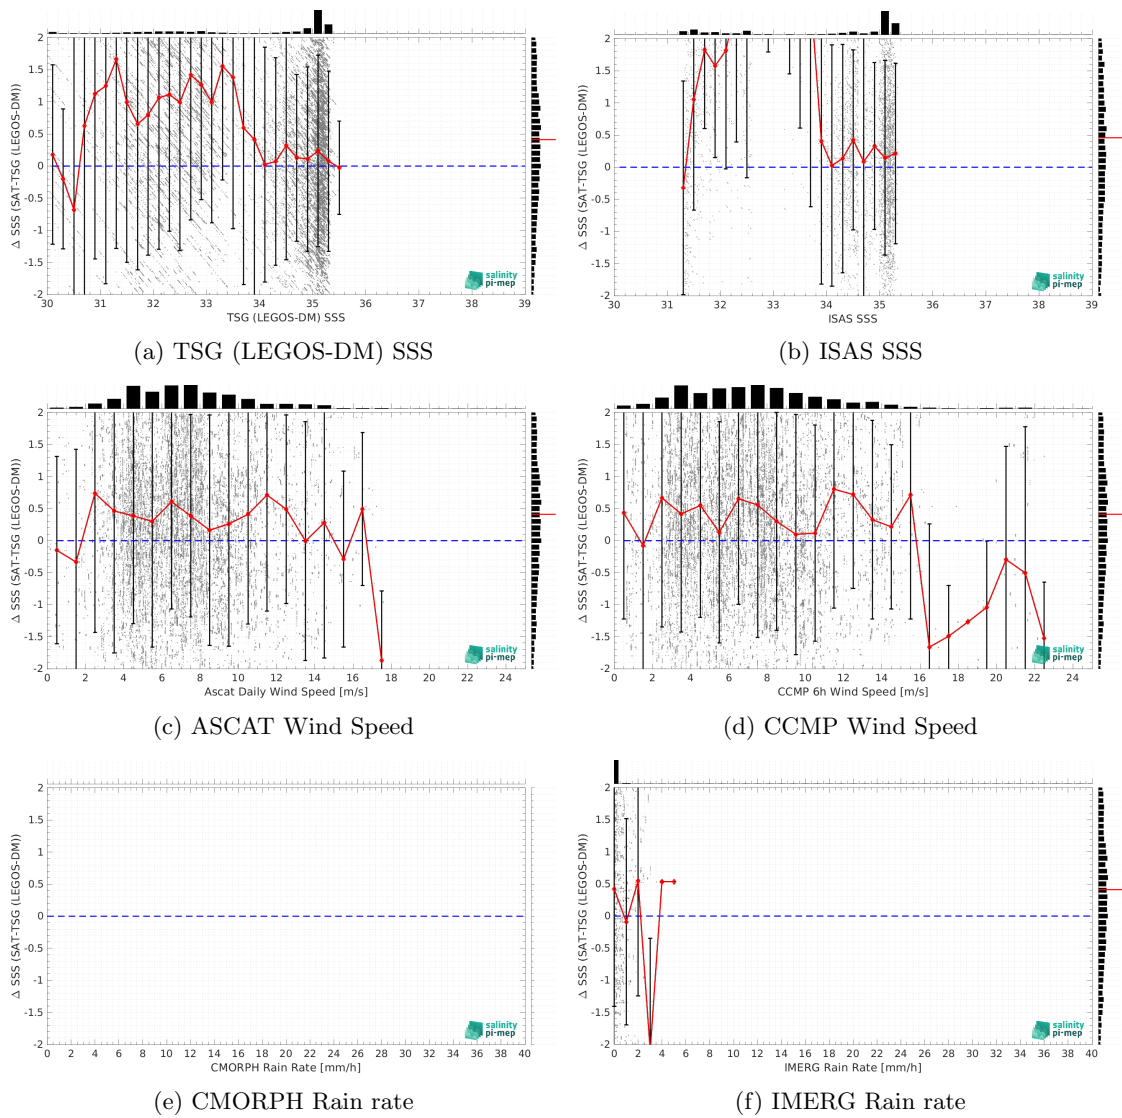 Δ SSS (SAT-TSG (LEGOS-DM))
2
1.5
1
0.5
0
-0.5
-1
-1.5
-2
30 31 32 33 34 35 36 37 38 39
TSG (LEGOS-DM) SSS
salinity
pi-mep
(a) TSG (LEGOS-DM) SSS
Δ SSS (SAT-TSG (LEGOS-DM))
2
1.5
1
0.5
0
-0.5
-1
-1.5
-2
30 31 32 33 34 35 36 37 38 39
ISAS SSS
salinity
pi-mep
(b) ISAS SSS
Δ SSS (SAT-TSG (LEGOS-DM))
2
1.5
1
0.5
0
-0.5
-1
-1.5
-2
0 2 4 6 8 10 12 14 16 18 20 22 24
Ascat Daily Wind Speed [m/s]
salinity
pi-mep
(c) ASCAT Wind Speed
Δ SSS (SAT-TSG (LEGOS-DM))
2
1.5
1
0.5
0
-0.5
-1
-1.5
-2
0 2 4 6 8 10 12 14 16 18 20 22 24
CCMP 6h Wind Speed [m/s]
salinity
pi-mep
(d) CCMP Wind Speed
Δ SSS (SAT-TSG (LEGOS-DM))
2
1.5
1
0.5
0
-0.5
-1
-1.5
-2
0 2 4 6 8 10 12 14 16 18 20 22 24 26 28 30 32 34 36 38 40
CMORPH Rain Rate [mm/h]
salinity
pi-mep
(e) CMORPH Rain rate
Δ SSS (SAT-TSG (LEGOS-DM))
2
1.5
1
0.5
0
-0.5
-1
-1.5
-2
0 2 4 6 8 10 12 14 16 18 20 22 24 26 28 30 32 34 36 38 40
IMERG Rain Rate [mm/h]
salinity
pi-mep
(f) IMERG Rain rate